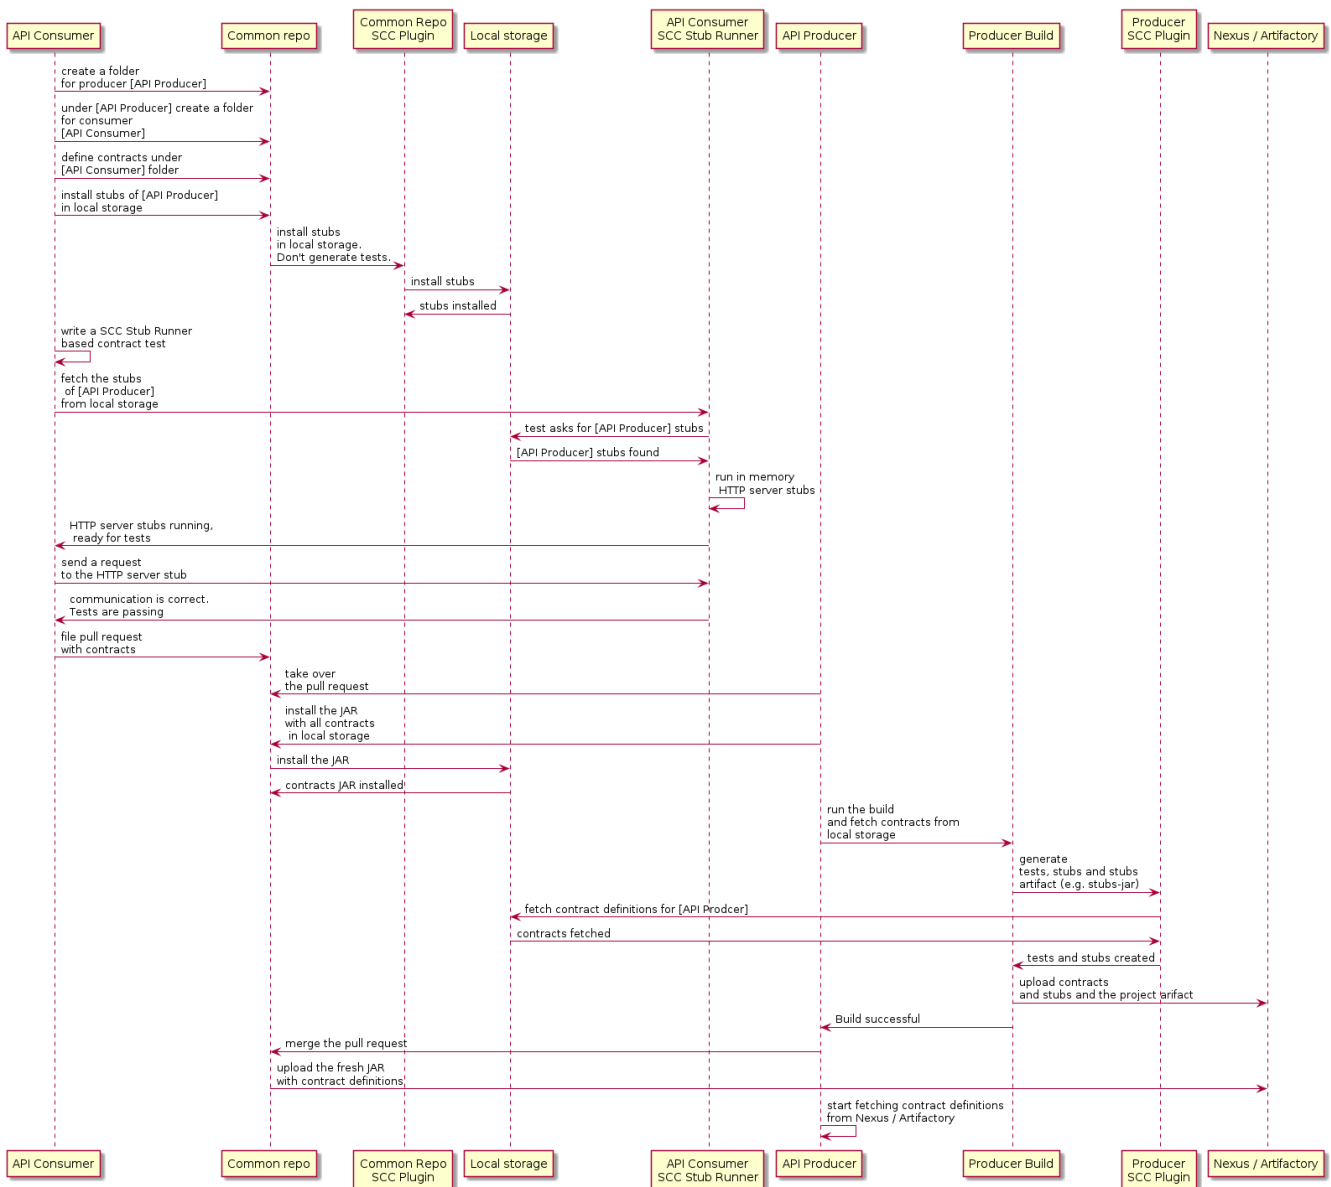 API Consumer
Common repo
Common Repo
SCC Plugin
Local storage
API Consumer
SCC Stub Runner
API Producer
Producer Build
Producer
SCC Plugin
Nexus / Artifactory
create a folder
for producer [API Producer]
under [API Producer] create a folder
for consumer
[API Consumer]
define contracts under
[API Consumer] folder
install stubs of [API Producer]
in local storage
install stubs
in local storage.
Don't generate tests.
install stubs
stubs installed
write a SCC Stub Runner
based contract test
fetch the stubs
of [API Producer]
from local storage
test asks for [API Producer] stubs
[API Producer] stubs found
run in memory
HTTP server stubs
HTTP server stubs running,
ready for tests
send a request
to the HTTP server stub
communication is correct.
Tests are passing
file pull request
with contracts
take over
the pull request
install the JAR
with all contracts
in local storage
install the JAR
contracts JAR installed
run the build
and fetch contracts from
local storage
generate
tests, stubs and stubs
artifact (e.g. stubs-jar)
fetch contract definitions for [API Prodcer]
contracts fetched
tests and stubs created
upload contracts
and stubs and the project arifact
Build successful
merge the pull request
upload the fresh JAR
with contract definitions
start fetching contract definitions
from Nexus / Artifactory
API Consumer
Common repo
Common Repo
SCC Plugin
Local storage
API Consumer
SCC Stub Runner
API Producer
Producer Build
Producer
SCC Plugin
Nexus / Artifactory